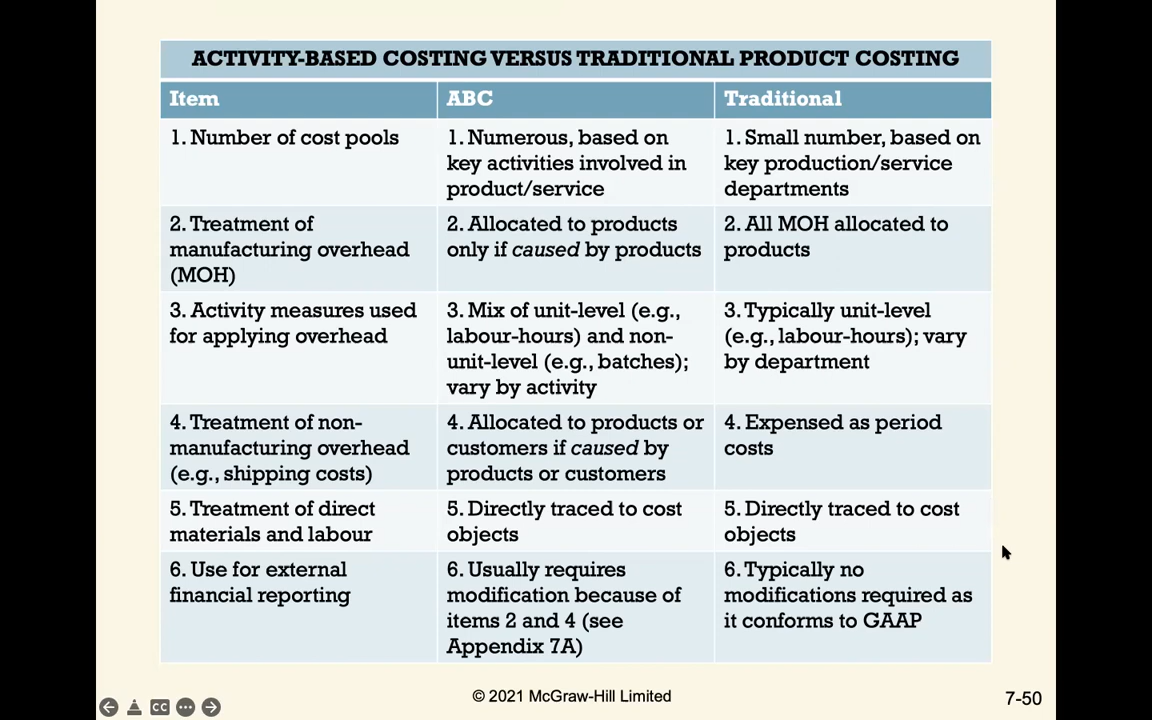 ACTIVITY-BASED COSTING VERSUS TRADITIONAL PRODUCT COSTING
Item
ABC
Traditional
1. Number of cost pools
1. Numerous, based on
key activities involved in
product/service
1. Small number, based on
key production/service
departments
2. Treatment of
manufacturing overhead
(MOH)
2. Allocated to products
only if caused by products
2. All MOH allocated to
products
3. Activity measures used
for applying overhead
3. Mix of unit-level (e.g.,
labour-hours) and non-
unit-level (e.g., batches);
vary by activity
3. Typically unit-level
(e.g., labour-hours); vary
by department
4. Treatment of non-
manufacturing overhead
(e.g., shipping costs)
4. Allocated to products or
customers if caused by
products or customers
4. Expensed as period
costs
5. Treatment of direct
materials and labour
5. Directly traced to cost
objects
5. Directly traced to cost
objects
6. Use for external
financial reporting
6. Usually requires
modification because of
items 2 and 4 (see
Appendix 7A)
6. Typically no
modifications required as
it conforms to GAAP
CC
© 2021 McGraw-Hill Limited
7-50